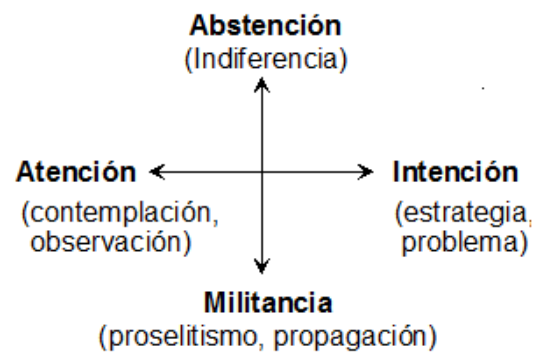 Abstención
(Indiferencia)
Atención
(contemplación,
observación)
Intención
(estrategia,
problema)
Militancia
(proselitismo, propagación)